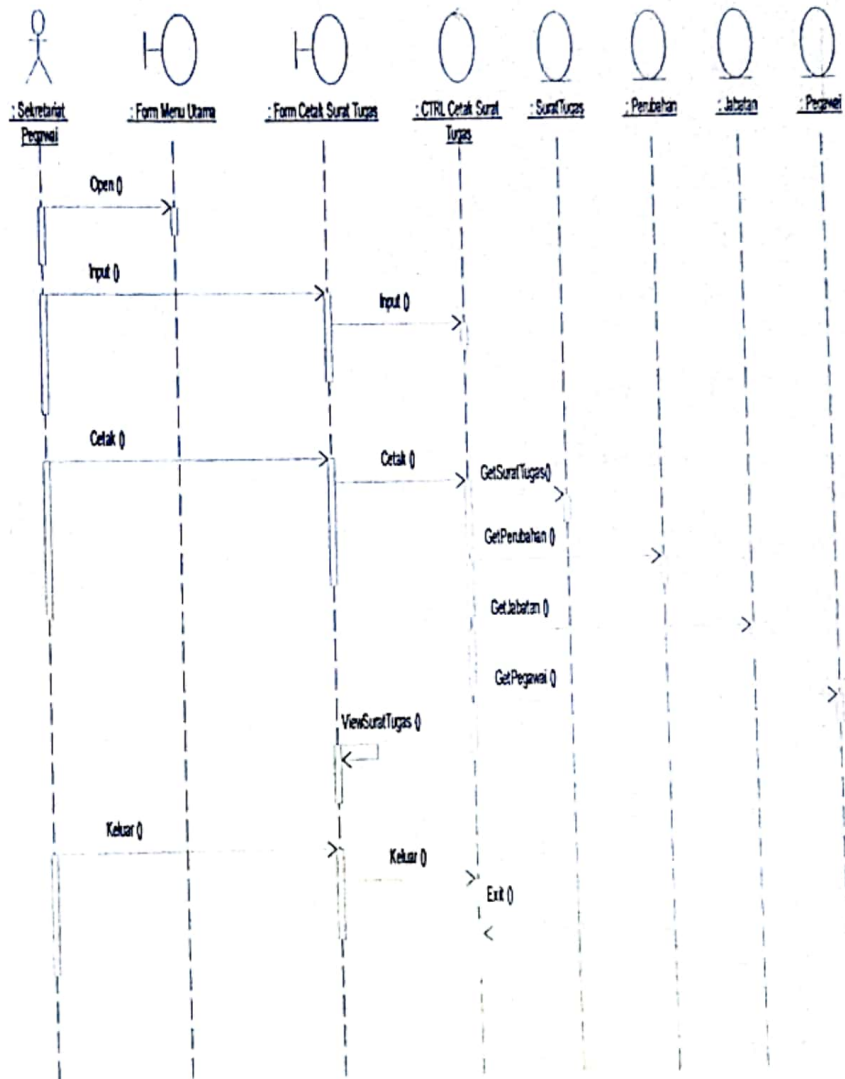 : Sekretariat
Pegawai
: Form Menu Utama
: Form Cetak Surat Tugas
: CTRL Cetak Surat
Tugas
: SuratTugas
: Perubahan
: Jabatan
: Pegawai
Open ()
Input ()
Input ()
Cetak ()
Cetak ()
GetSuratTugas()
GetPerubahan ()
GetJabatan ()
GetPegawai ()
ViewSuratTugas ()
Keluar ()
Keluar ()
Exit ()